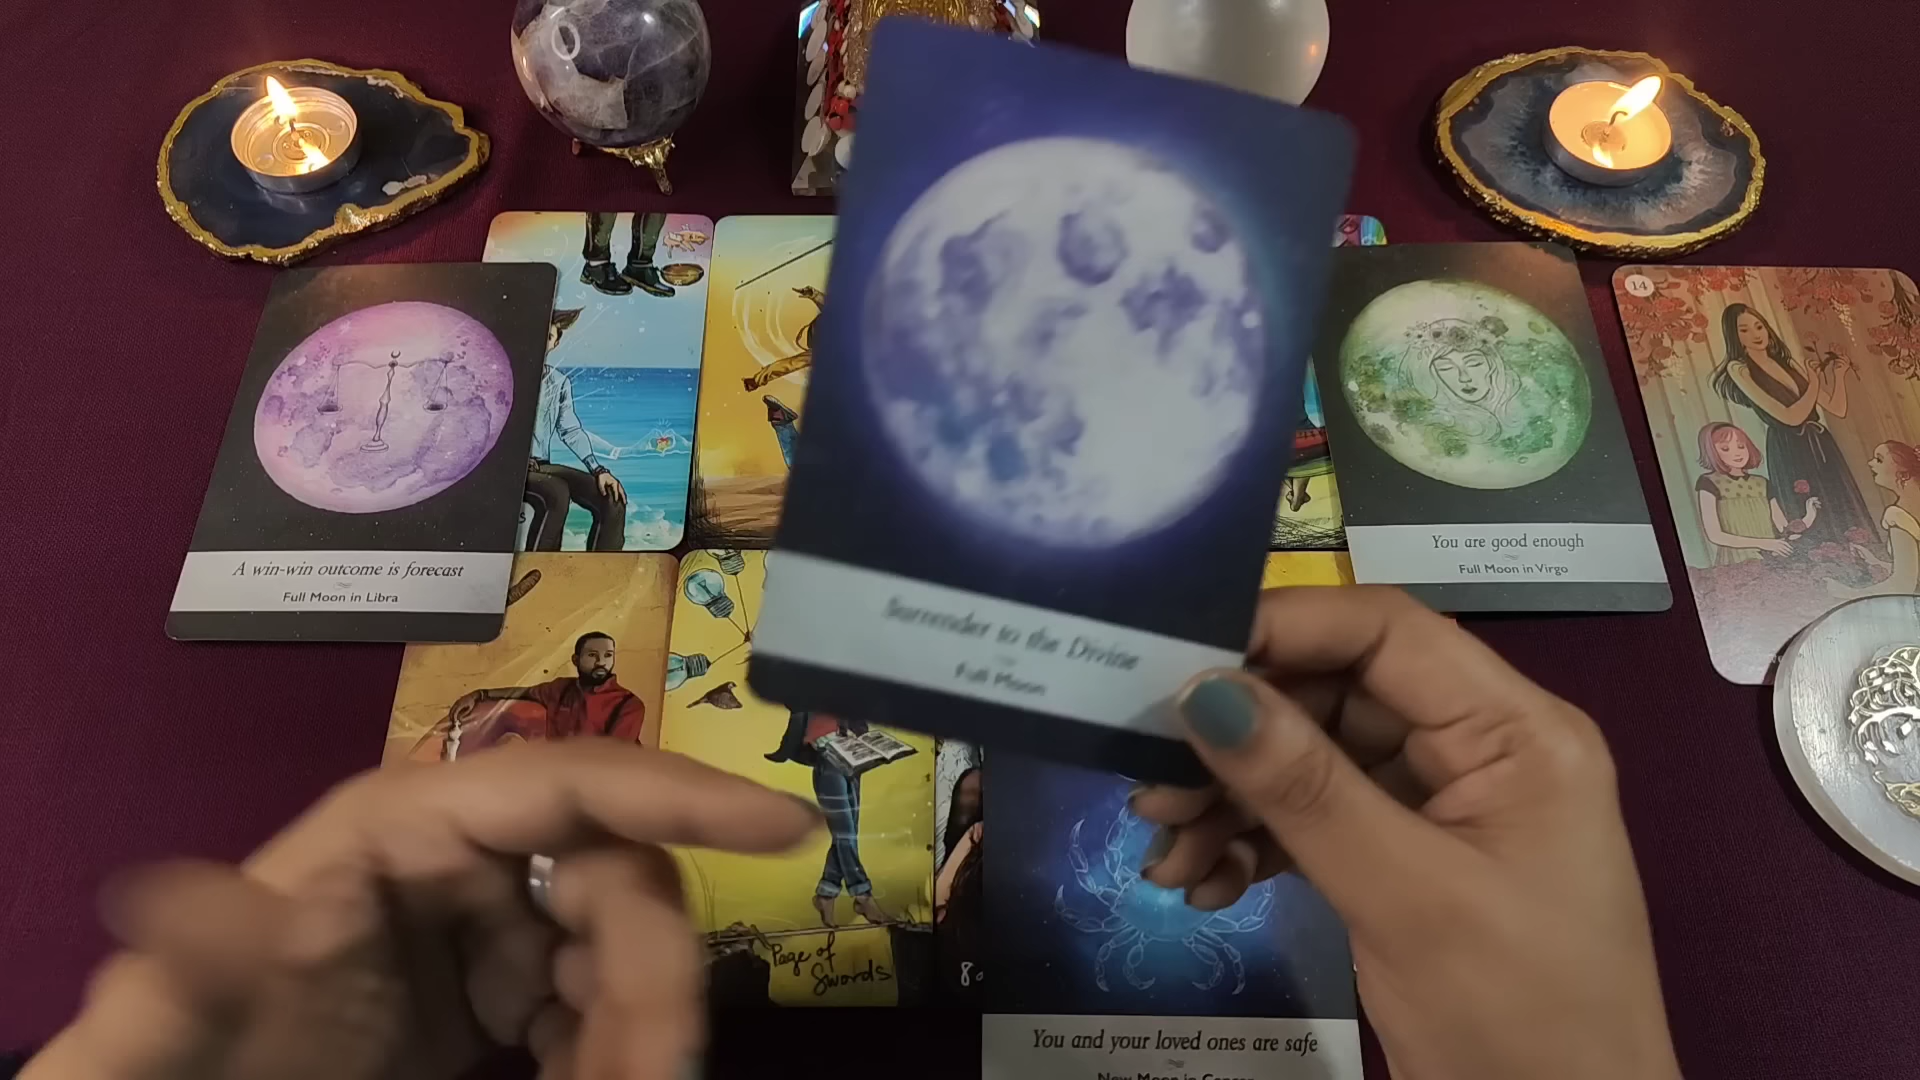 14
A win-win outcome is forecast
Full Moon in Libra
Surrender to the Divine
Full Moon
You are good enough
Full Moon in Virgo
Page of
Swords
8
You and your loved ones are safe
New Moon in Cancer